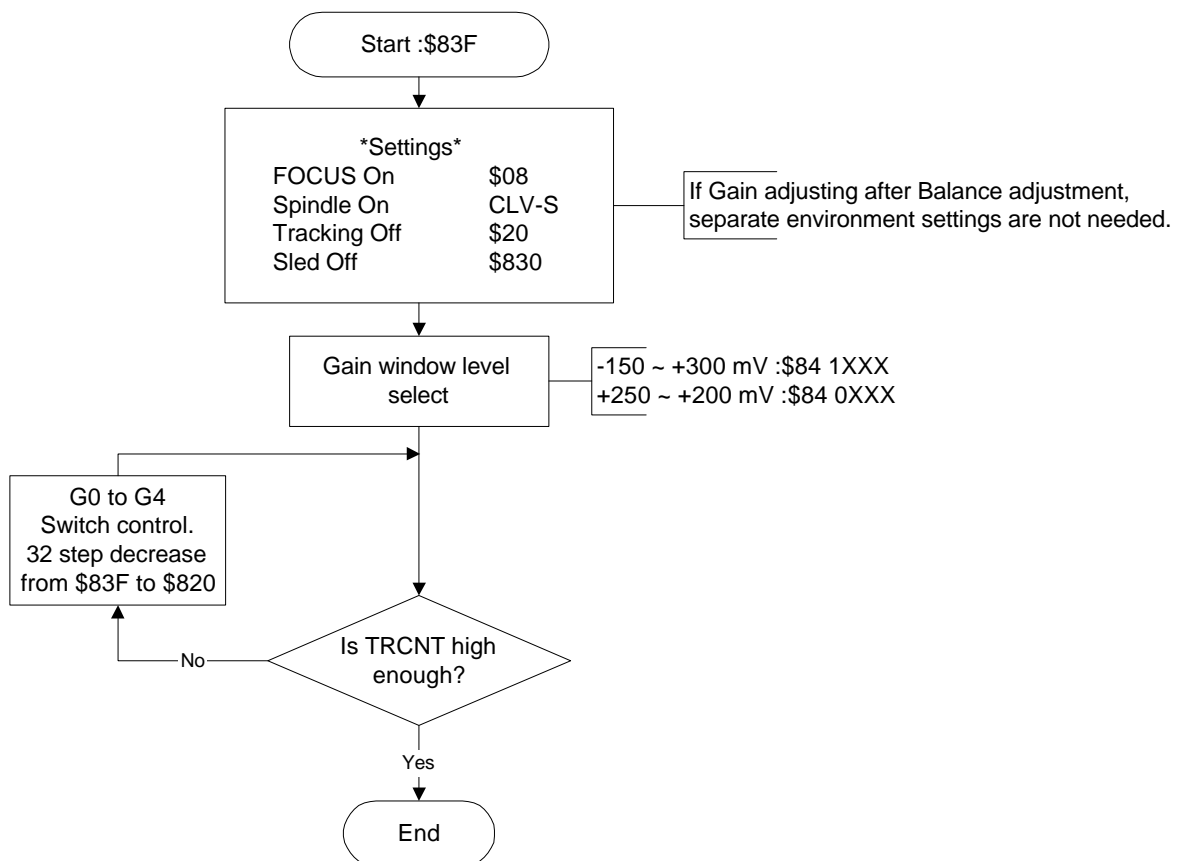 Start :$83F
*Settings*
FOCUS On $08
Spindle On CLV-S
Tracking Off $20
Sled Off $830
If Gain adjusting after Balance adjustment,
separate environment settings are not needed.
Gain window level
select
-150 ~ +300 mV :$84 1XXX
+250 ~ +200 mV :$84 0XXX
G0 to G4
Switch control.
32 step decrease
from $83F to $820
Is TRCNT high
enough?
No
Yes
End